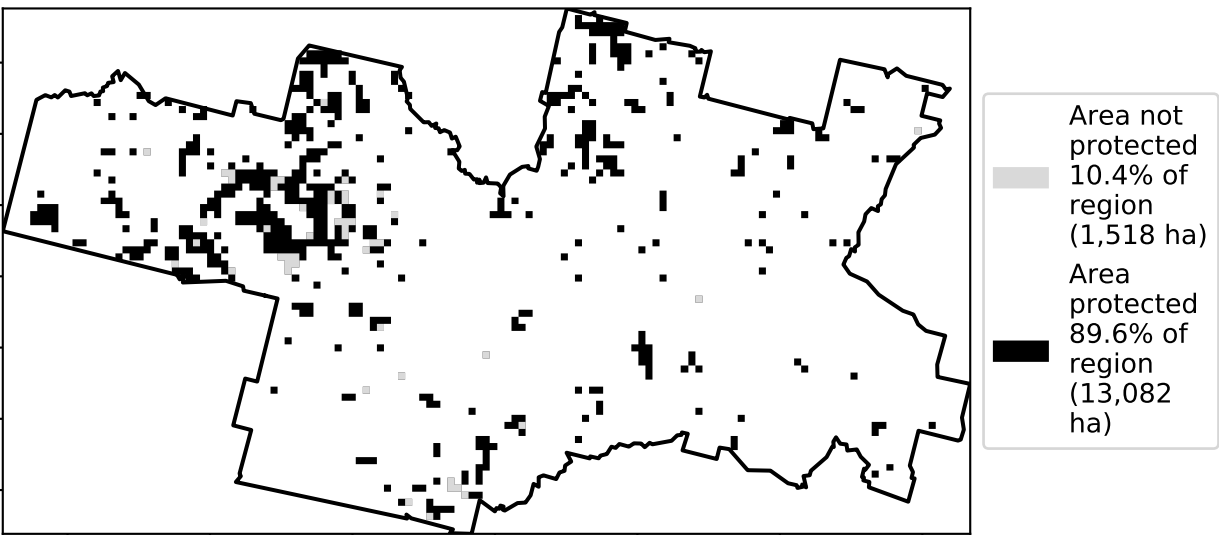 Area not
protected
10.4% of
region
(1,518 ha)
Area
protected
89.6% of
region
(13,082
ha)